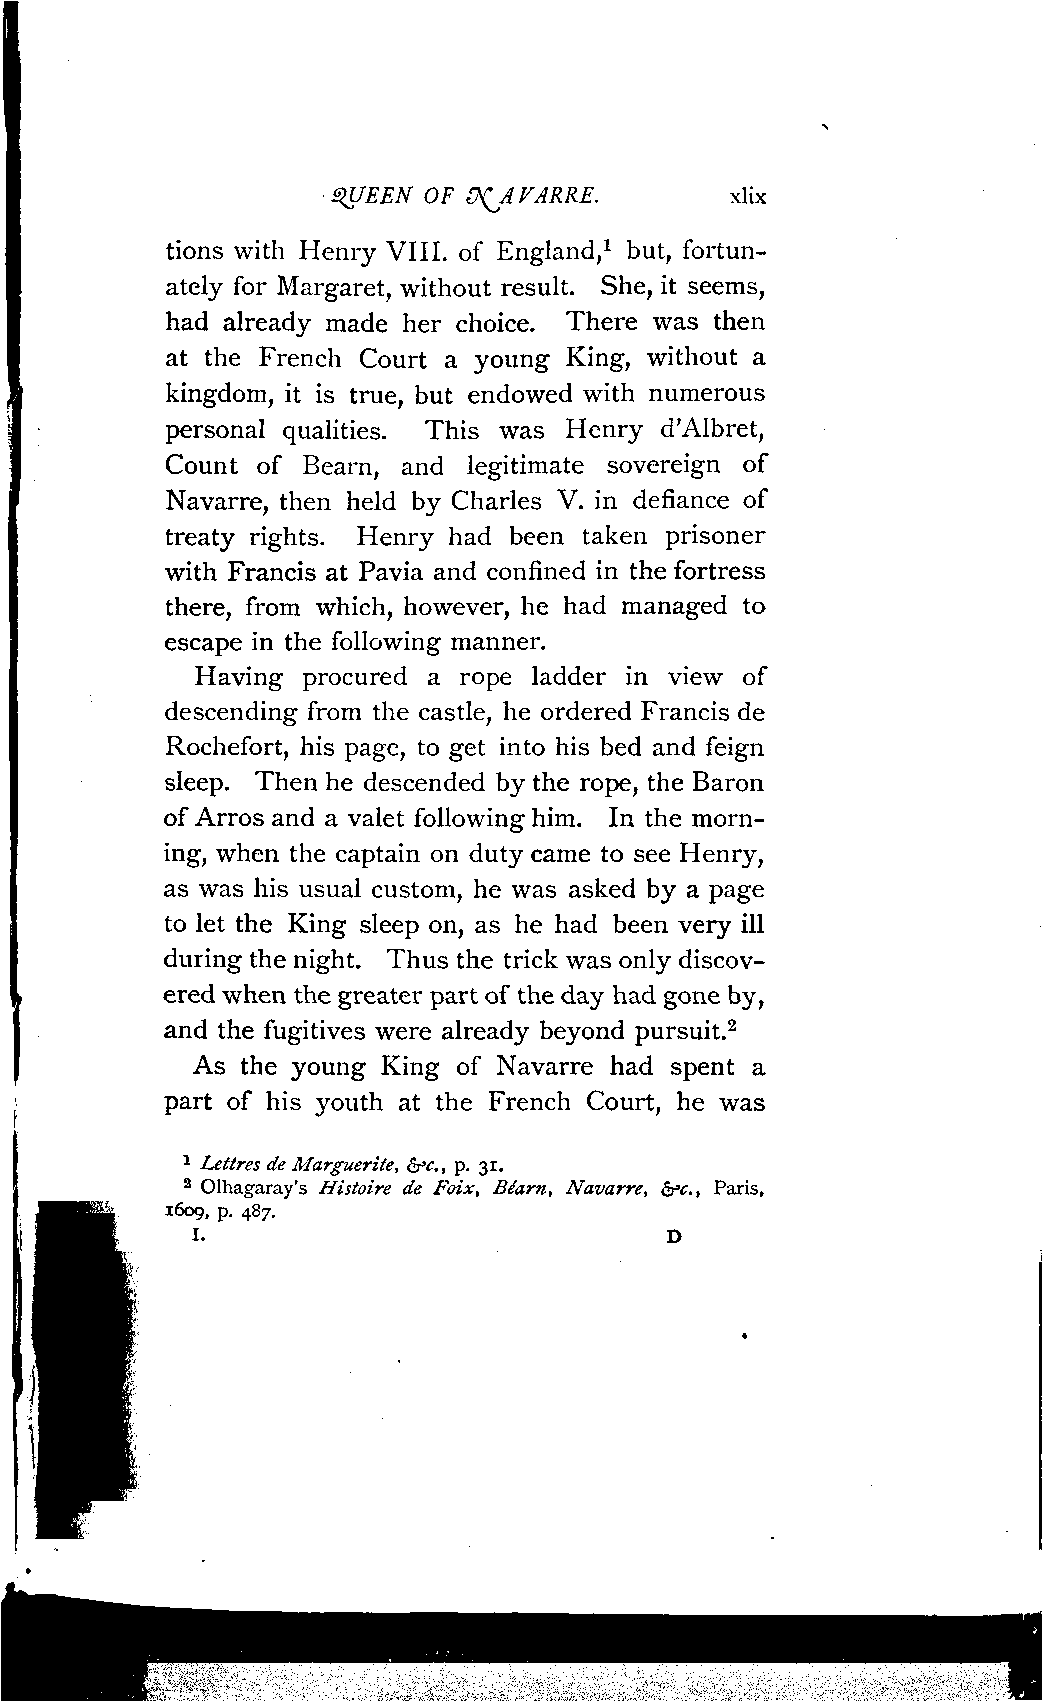 QUEEN OF NAVARRE. xlix
tions with Henry VIII. of England,¹ but, fortun-
ately for Margaret, without result. She, it seems,
had already made her choice. There was then
at the French Court a young King, without a
kingdom, it is true, but endowed with numerous
personal qualities. This was Henry d'Albret,
Count of Bearn, and legitimate sovereign of
Navarre, then held by Charles V. in defiance of
treaty rights. Henry had been taken prisoner
with Francis at Pavia and confined in the fortress
there, from which, however, he had managed to
escape in the following manner.
Having procured a rope ladder in view of
descending from the castle, he ordered Francis de
Rochefort, his page, to get into his bed and feign
sleep. Then he descended by the rope, the Baron
of Arros and a valet following him. In the morn-
ing, when the captain on duty came to see Henry,
as was his usual custom, he was asked by a page
to let the King sleep on, as he had been very ill
during the night. Thus the trick was only discov-
ered when the greater part of the day had gone by,
and the fugitives were already beyond pursuit.²
As the young King of Navarre had spent a
part of his youth at the French Court, he was
¹ Lettres de Marguerite, &c., p. 31.
² Olhagaray's Histoire de Foix, Béarn, Navarre, &c., Paris,
1609, p. 487.
I. D